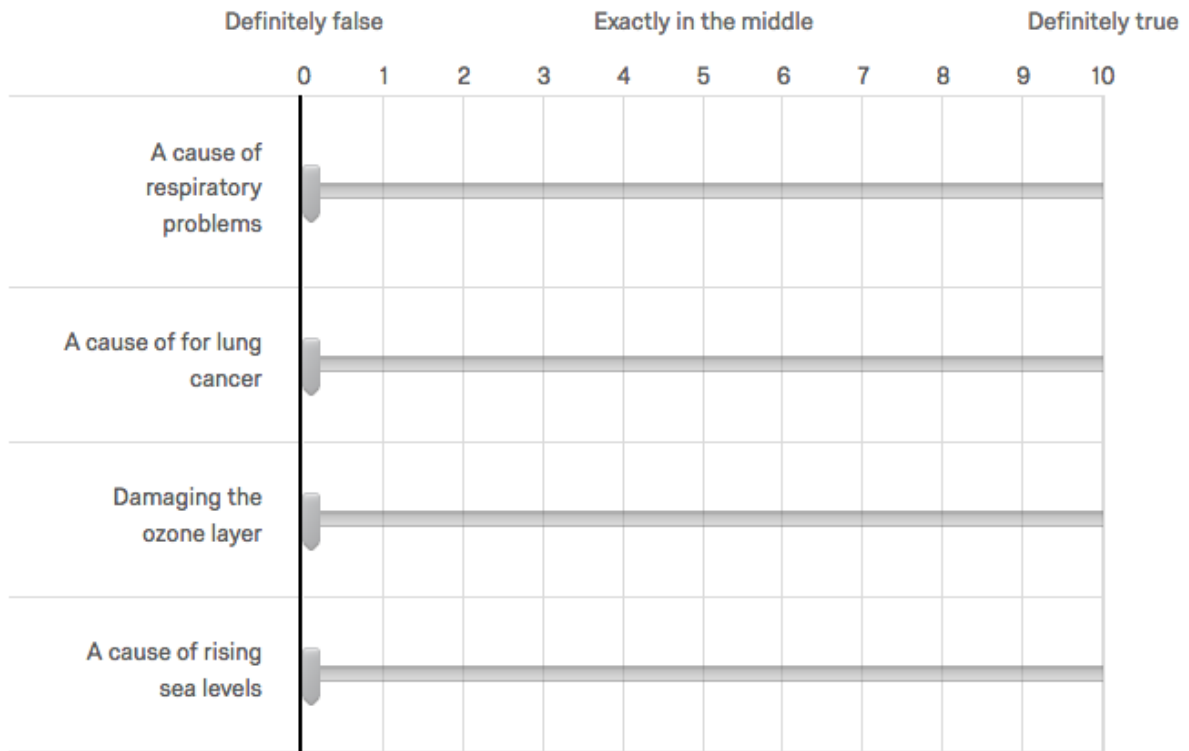 Definitely false Exactly in the middle Definitely true
0 1 2 3 4 5 6 7 8 9 10
A cause of
respiratory
problems
A cause of for lung
cancer
Damaging the
ozone layer
A cause of rising
sea levels